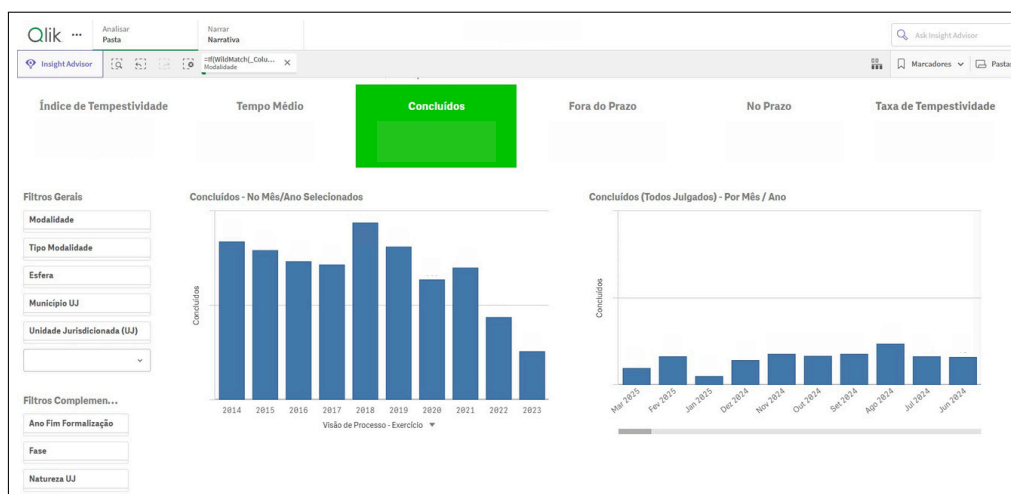 Qlik ...
Analisar
Pasta
Narrar
Narrativa
Ask Insight Advisor
Insight Advisor
=If(WildMatch(_Colu...
Modalidade
Marcadores
Pastas
Índice de Tempestividade
Tempo Médio
Concluídos
Fora do Prazo
No Prazo
Taxa de Tempestividade
Filtros Gerais
Modalidade
Tipo Modalidade
Esfera
Município UJ
Unidade Jurisdicionada (UJ)
Filtros Complemen...
Ano Fim Formalização
Fase
Natureza UJ
Concluídos - No Mês/Ano Selecionados
Concluídos
2014 2015 2016 2017 2018 2019 2020 2021 2022 2023
Visão de Processo - Exercício
Concluídos (Todos Julgados) - Por Mês / Ano
Concluídos
Mar 2025 Fev 2025 Jan 2025 Dez 2024 Nov 2024 Out 2024 Set 2024 Ago 2024 Jul 2024 Jun 2024